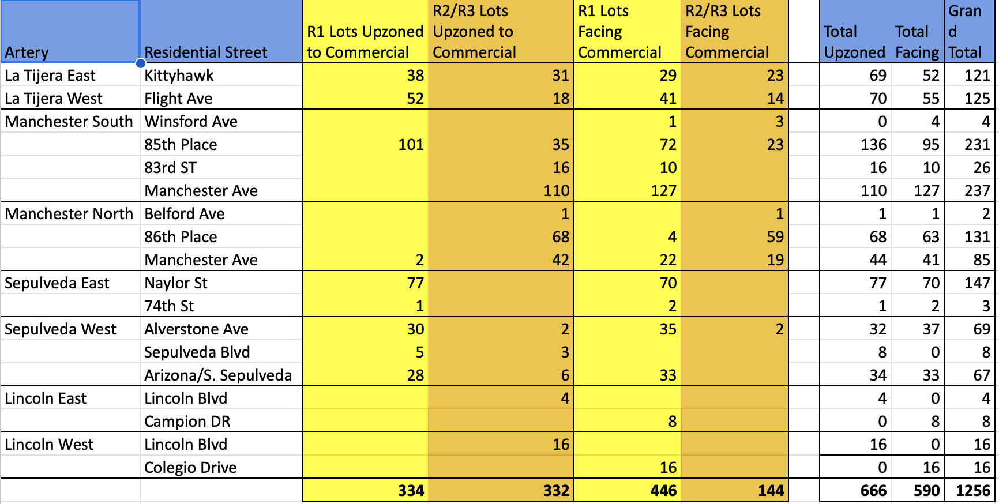 Artery Residential Street R1 Lots Upzoned to Commercial R2/R3 Lots Upzoned to Commercial R1 Lots Facing Commercial R2/R3 Lots Facing Commercial Total Upzoned Total Facing Gran d Total
La Tijera East Kittyhawk 38 31 29 23 69 52 121
La Tijera West Flight Ave 52 18 41 14 70 55 125
Manchester South Winsford Ave 1 3 0 4 4
85th Place 101 35 72 23 136 95 231
83rd ST 16 10 16 10 26
Manchester Ave 110 127 110 127 237
Manchester North Belford Ave 1 1 1 1 2
86th Place 68 4 59 68 63 131
Manchester Ave 2 42 22 19 44 41 85
Sepulveda East Naylor St 77 70 77 70 147
74th St 1 2 1 2 3
Sepulveda West Alverstone Ave 30 2 35 2 32 37 69
Sepulveda Blvd 5 3 8 0 8
Arizona/S. Sepulveda 28 6 33 34 33 67
Lincoln East Lincoln Blvd 4 4 0 4
Campion DR 8 0 8 8
Lincoln West Lincoln Blvd 16 16 0 16
Colegio Drive 16 0 16 16
334 332 446 144 666 590 1256